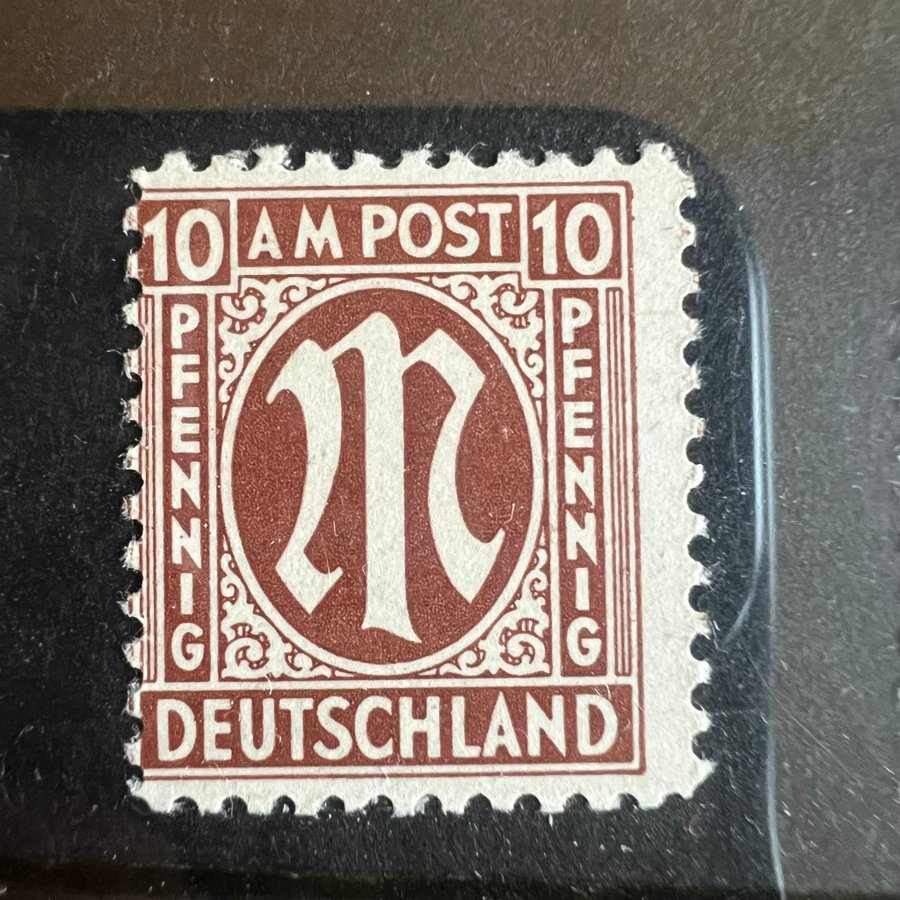 10 AM POST 10
PFENNIG
M
PFENNIG
DEUTSCHLAND